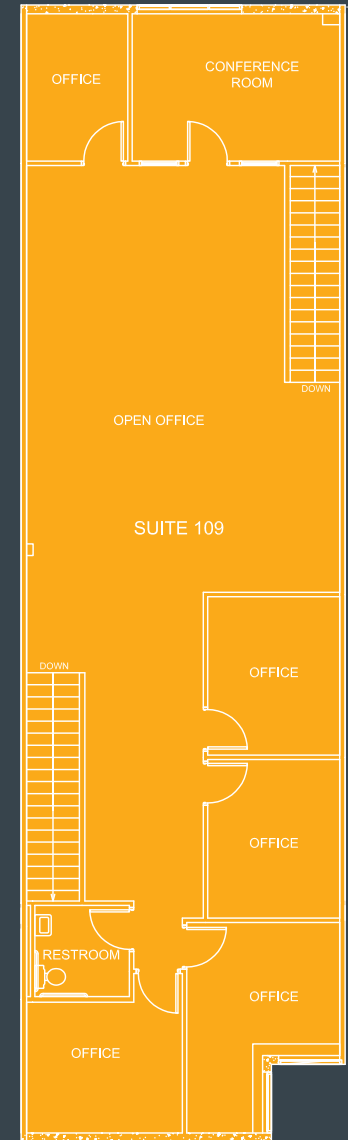 OFFICE
CONFERENCE
ROOM
DOWN
OPEN OFFICE
SUITE 109
DOWN
OFFICE
OFFICE
RESTROOM
OFFICE
OFFICE